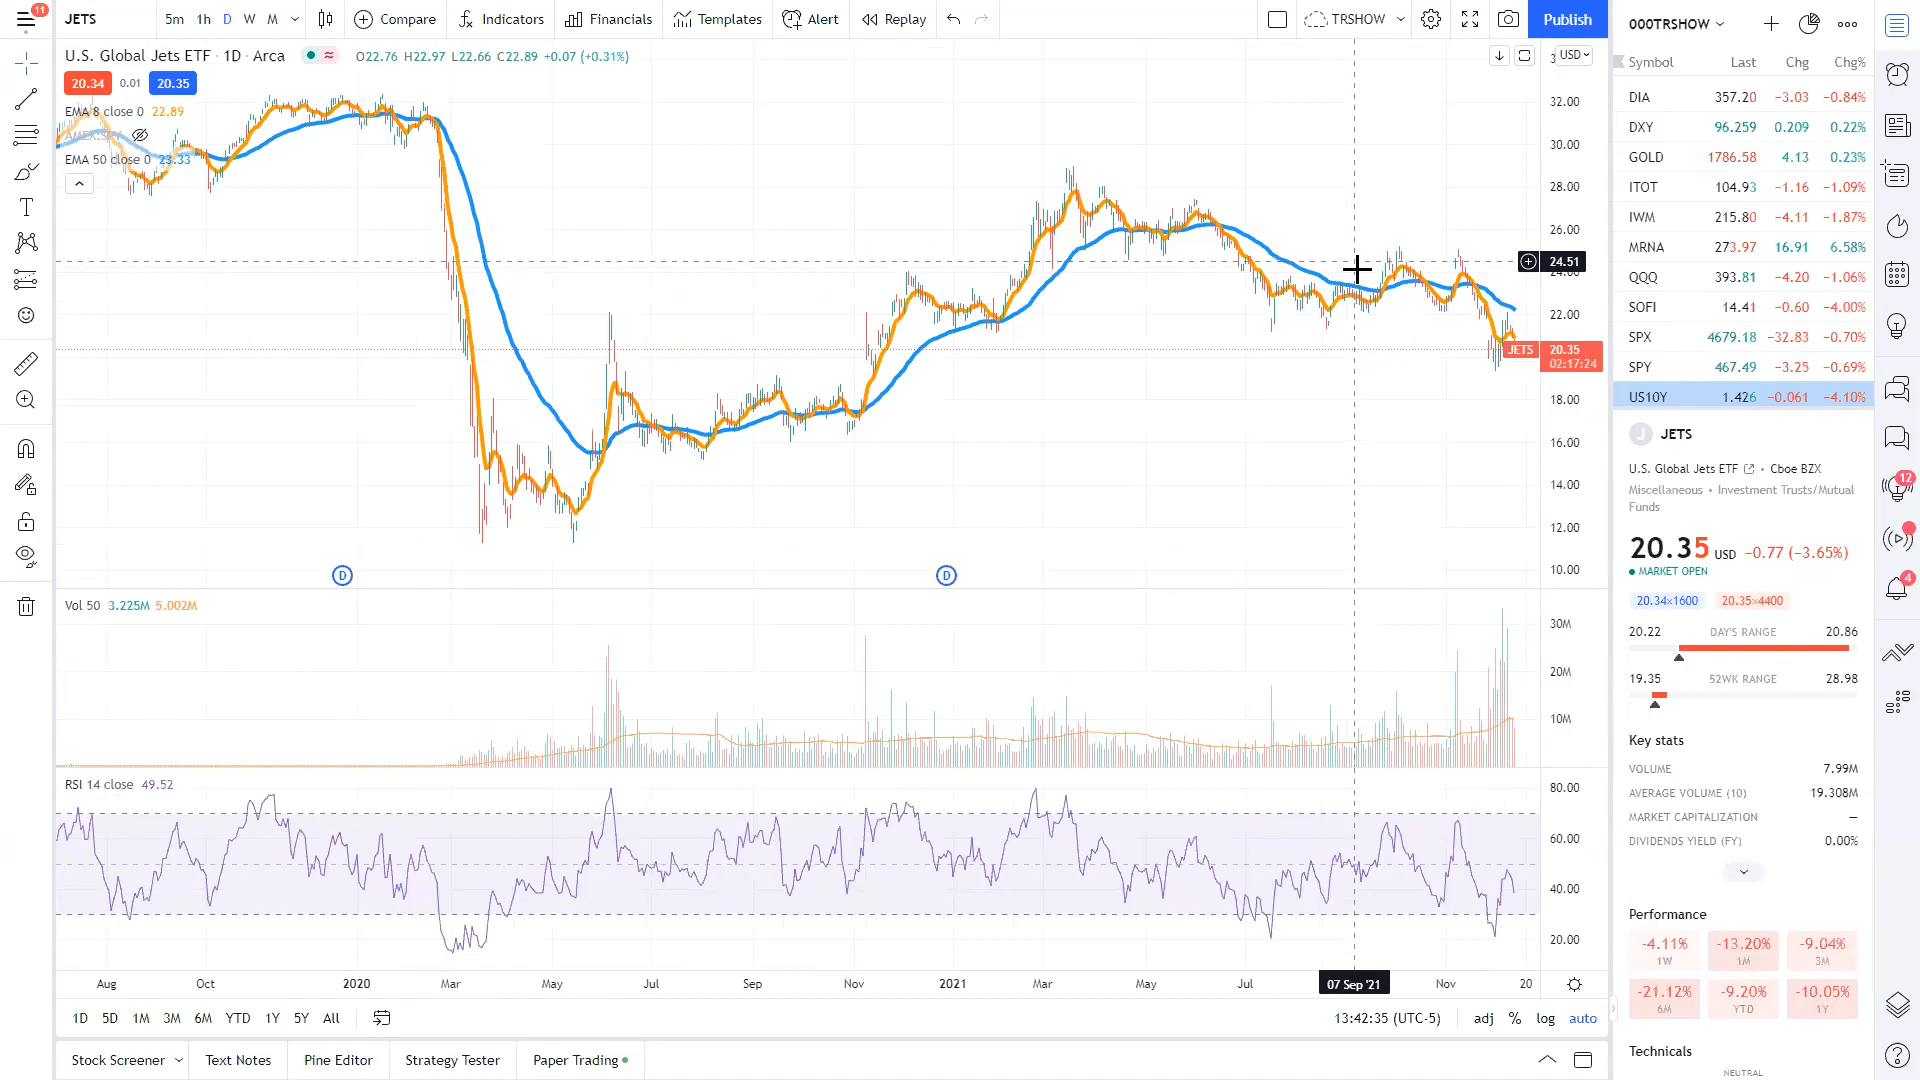 11
JETS
5m 1h D W M
Compare
Indicators
Financials
Templates
Alert
Replay
TRSHOW
Publish
U.S. Global Jets ETF · 1D · Arca
O22.76 H22.97 L22.66 C22.89 +0.07 (+0.31%)
20.34 0.01 20.35
EMA 8 close 0 22.89
AMEX:SPY
EMA 50 close 0 23.33
USD
32.00
30.00
28.00
26.00
24.51
24.00
22.00
JETS 20.35
02:17:24
18.00
16.00
14.00
12.00
10.00
D D
Vol 50 3.225M 5.002M
30M
20M
10M
RSI 14 close 49.52
80.00
60.00
40.00
20.00
Aug Oct 2020 Mar May Jul Sep Nov 2021 Mar May Jul 07 Sep '21 Nov 20
1D 5D 1M 3M 6M YTD 1Y 5Y All
13:42:35 (UTC-5) adj % log auto
Stock Screener Text Notes Pine Editor Strategy Tester Paper Trading
000TRSHOW
Symbol Last Chg Chg%
DIA 357.20 −3.03 −0.84%
DXY 96.259 0.209 0.22%
GOLD 1786.58 4.13 0.23%
ITOT 104.93 −1.16 −1.09%
IWM 215.80 −4.11 −1.87%
MRNA 273.97 16.91 6.58%
QQQ 393.81 −4.20 −1.06%
SOFI 14.41 −0.60 −4.00%
SPX 4679.18 −32.83 −0.70%
SPY 467.49 −3.25 −0.69%
US10Y 1.426 −0.061 −4.10%
J JETS
U.S. Global Jets ETF • Cboe BZX
Miscellaneous • Investment Trusts/Mutual
Funds
20.35 USD −0.77 (−3.65%)
MARKET OPEN
20.34×1600 20.35×4400
20.22 DAY'S RANGE 20.86
19.35 52WK RANGE 28.98
Key stats
VOLUME 7.99M
AVERAGE VOLUME (10) 19.308M
MARKET CAPITALIZATION —
DIVIDENDS YIELD (FY) 0.00%
Performance
-4.11% -13.20% -9.04%
1W 1M 3M
-21.12% -9.20% -10.05%
6M YTD 1Y
Technicals
NEUTRAL
12
4